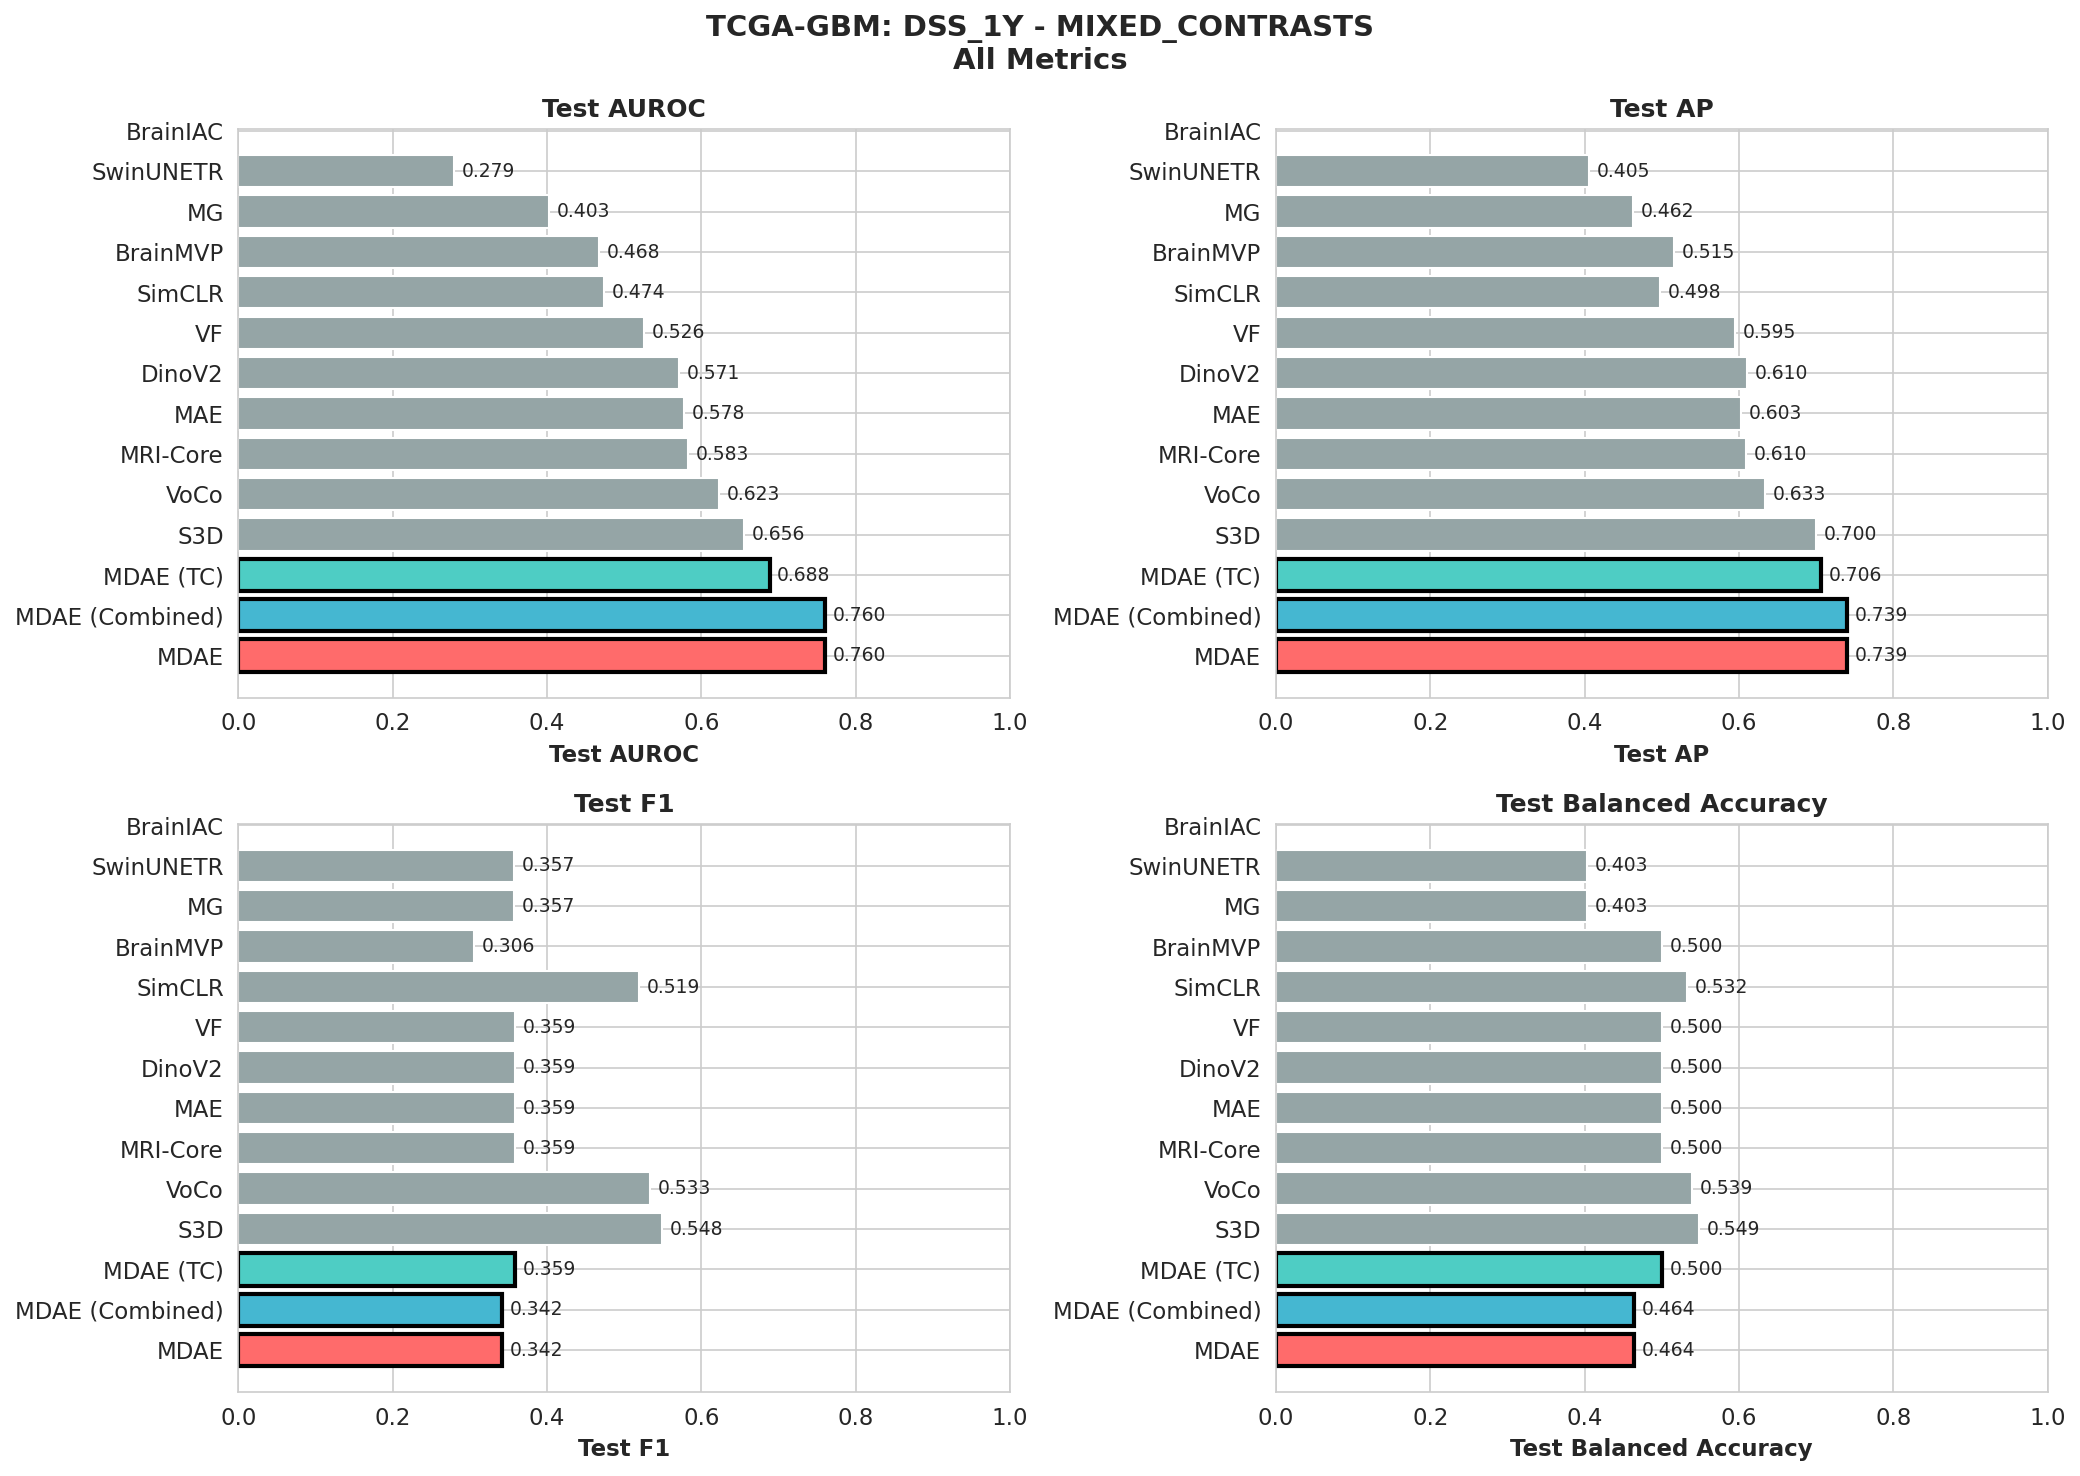 TCGA-GBM: DSS_1Y - MIXED_CONTRASTS
All Metrics
Test AUROC
BrainIAC
SwinUNETR 0.279
MG 0.403
BrainMVP 0.468
SimCLR 0.474
VF 0.526
DinoV2 0.571
MAE 0.578
MRI-Core 0.583
VoCo 0.623
S3D 0.656
MDAE (TC) 0.688
MDAE (Combined) 0.760
MDAE 0.760
0.0 0.2 0.4 0.6 0.8 1.0
Test AUROC
Test AP
BrainIAC
SwinUNETR 0.405
MG 0.462
BrainMVP 0.515
SimCLR 0.498
VF 0.595
DinoV2 0.610
MAE 0.603
MRI-Core 0.610
VoCo 0.633
S3D 0.700
MDAE (TC) 0.706
MDAE (Combined) 0.739
MDAE 0.739
0.0 0.2 0.4 0.6 0.8 1.0
Test AP
Test F1
BrainIAC
SwinUNETR 0.357
MG 0.357
BrainMVP 0.306
SimCLR 0.519
VF 0.359
DinoV2 0.359
MAE 0.359
MRI-Core 0.359
VoCo 0.533
S3D 0.548
MDAE (TC) 0.359
MDAE (Combined) 0.342
MDAE 0.342
0.0 0.2 0.4 0.6 0.8 1.0
Test F1
Test Balanced Accuracy
BrainIAC
SwinUNETR 0.403
MG 0.403
BrainMVP 0.500
SimCLR 0.532
VF 0.500
DinoV2 0.500
MAE 0.500
MRI-Core 0.500
VoCo 0.539
S3D 0.549
MDAE (TC) 0.500
MDAE (Combined) 0.464
MDAE 0.464
0.0 0.2 0.4 0.6 0.8 1.0
Test Balanced Accuracy